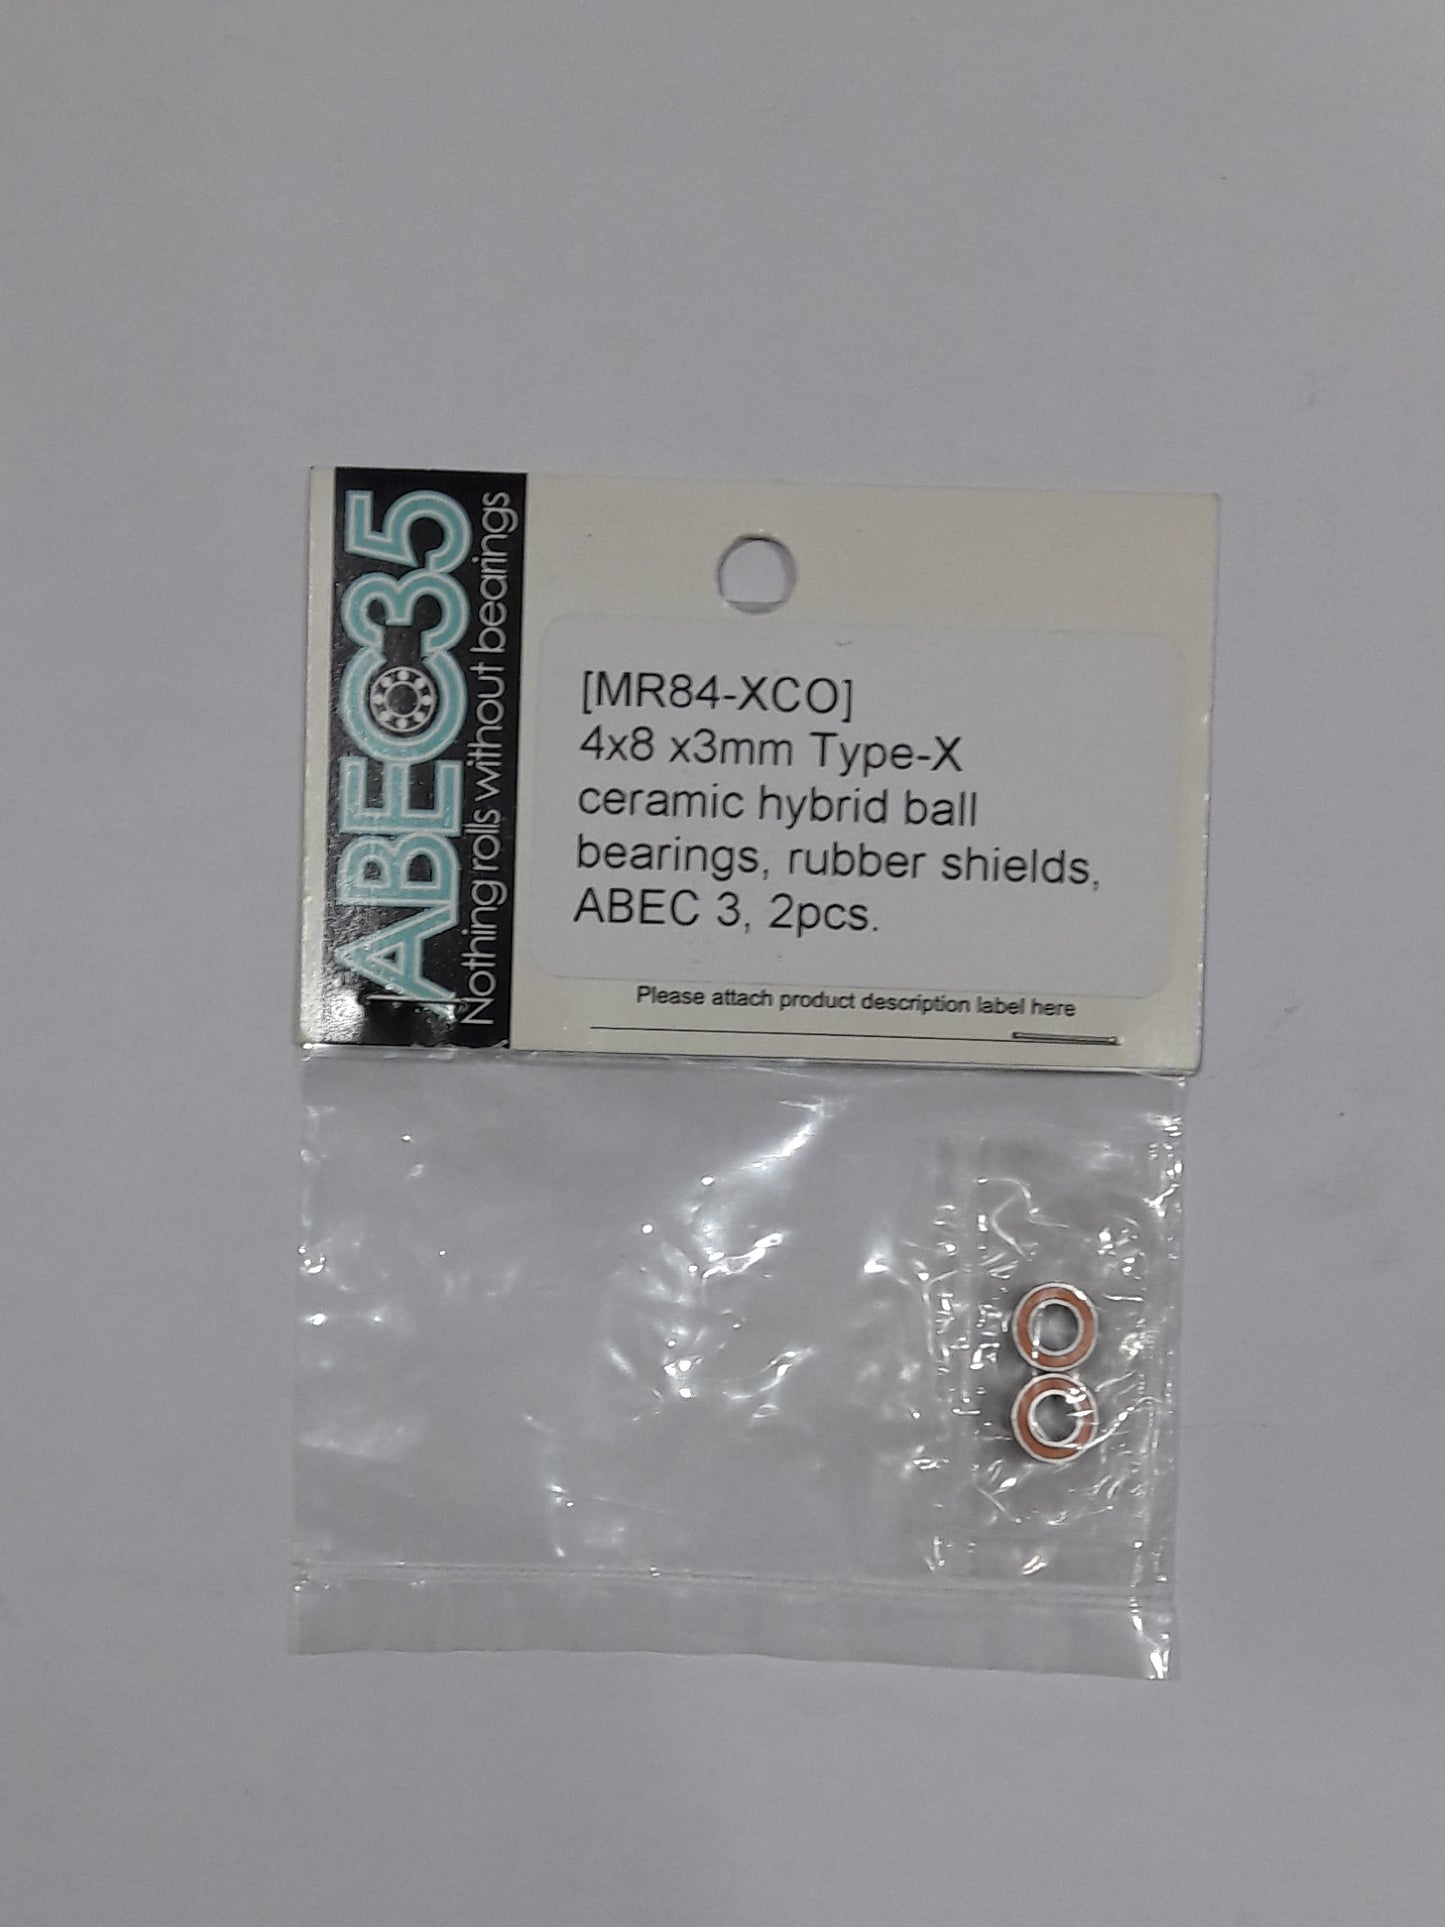 ABEC35
Nothing rolls without bearings
[MR84-XCO]
4x8 x3mm Type-X
ceramic hybrid ball
bearings, rubber shields,
ABEC 3, 2pcs.
Please attach product description label here